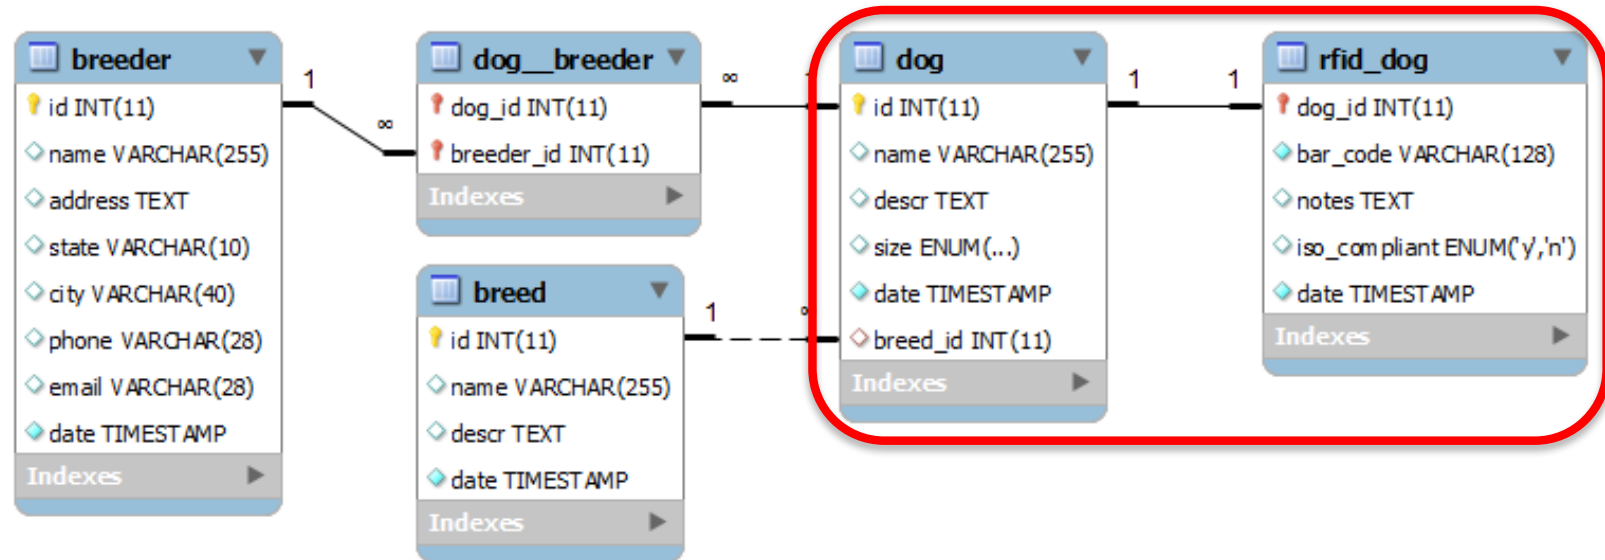 breeder
id INT(11)
name VARCHAR(255)
address TEXT
state VARCHAR(10)
city VARCHAR(40)
phone VARCHAR(28)
email VARCHAR(28)
date TIMESTAMP
Indexes
1
∞
dog__breeder
dog_id INT(11)
breeder_id INT(11)
Indexes
∞
1
breed
id INT(11)
name VARCHAR(255)
descr TEXT
date TIMESTAMP
Indexes
1
∞
dog
id INT(11)
name VARCHAR(255)
descr TEXT
size ENUM(...)
date TIMESTAMP
breed_id INT(11)
Indexes
1
1
rfid_dog
dog_id INT(11)
bar_code VARCHAR(128)
notes TEXT
iso_compliant ENUM('y','n')
date TIMESTAMP
Indexes